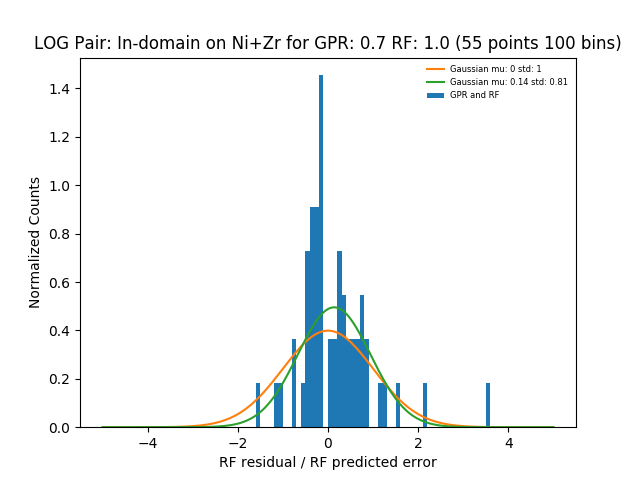 LOG Pair: In-domain on Ni+Zr for GPR: 0.7 RF: 1.0 (55 points 100 bins)
Gaussian mu: 0 std: 1
Gaussian mu: 0.14 std: 0.81
GPR and RF
Normalized Counts
1.4
1.2
1.0
0.8
0.6
0.4
0.2
0.0
−4 −2 0 2 4
RF residual / RF predicted error